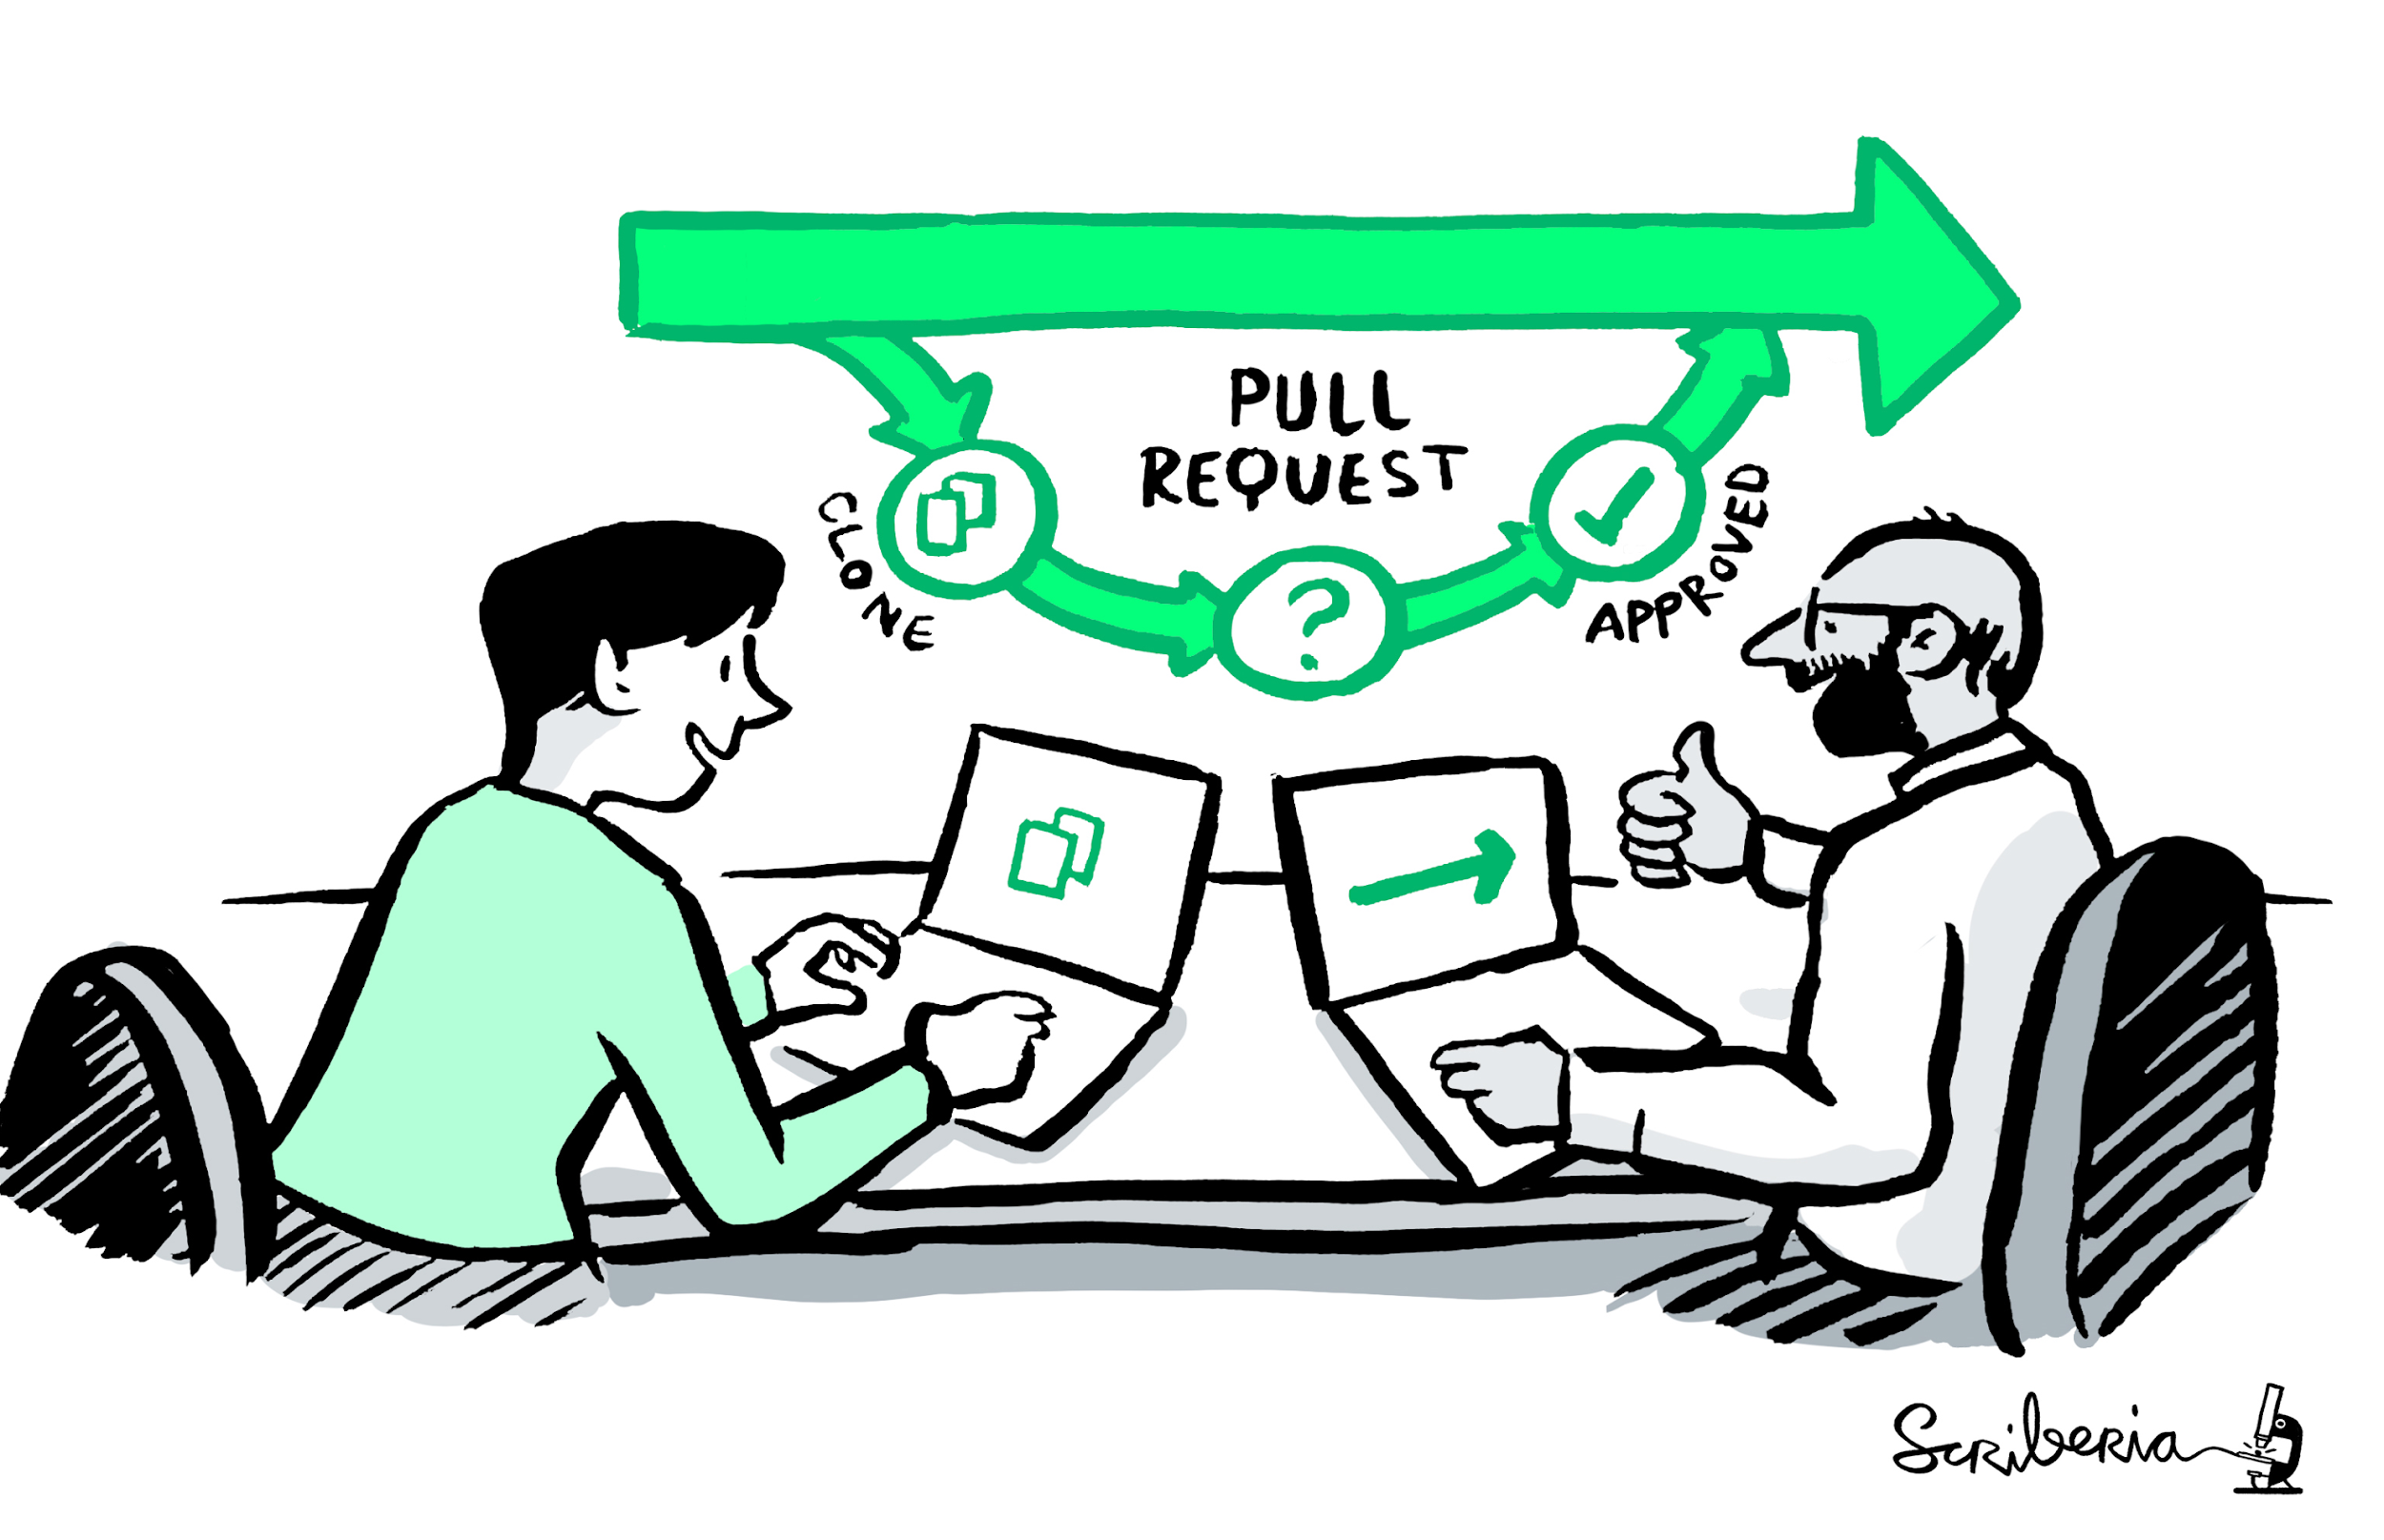 PULL
REQUEST
CLONE
?
APPROVED
Scriberia